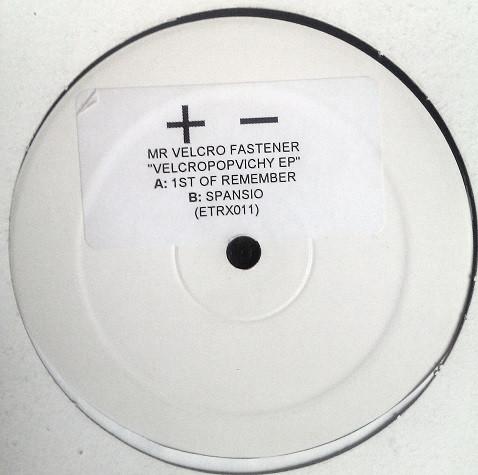 + −
MR VELCRO FASTENER
"VELCROPOPVICHY EP"
A: 1ST OF REMEMBER
B: SPANSIO
(ETRX011)